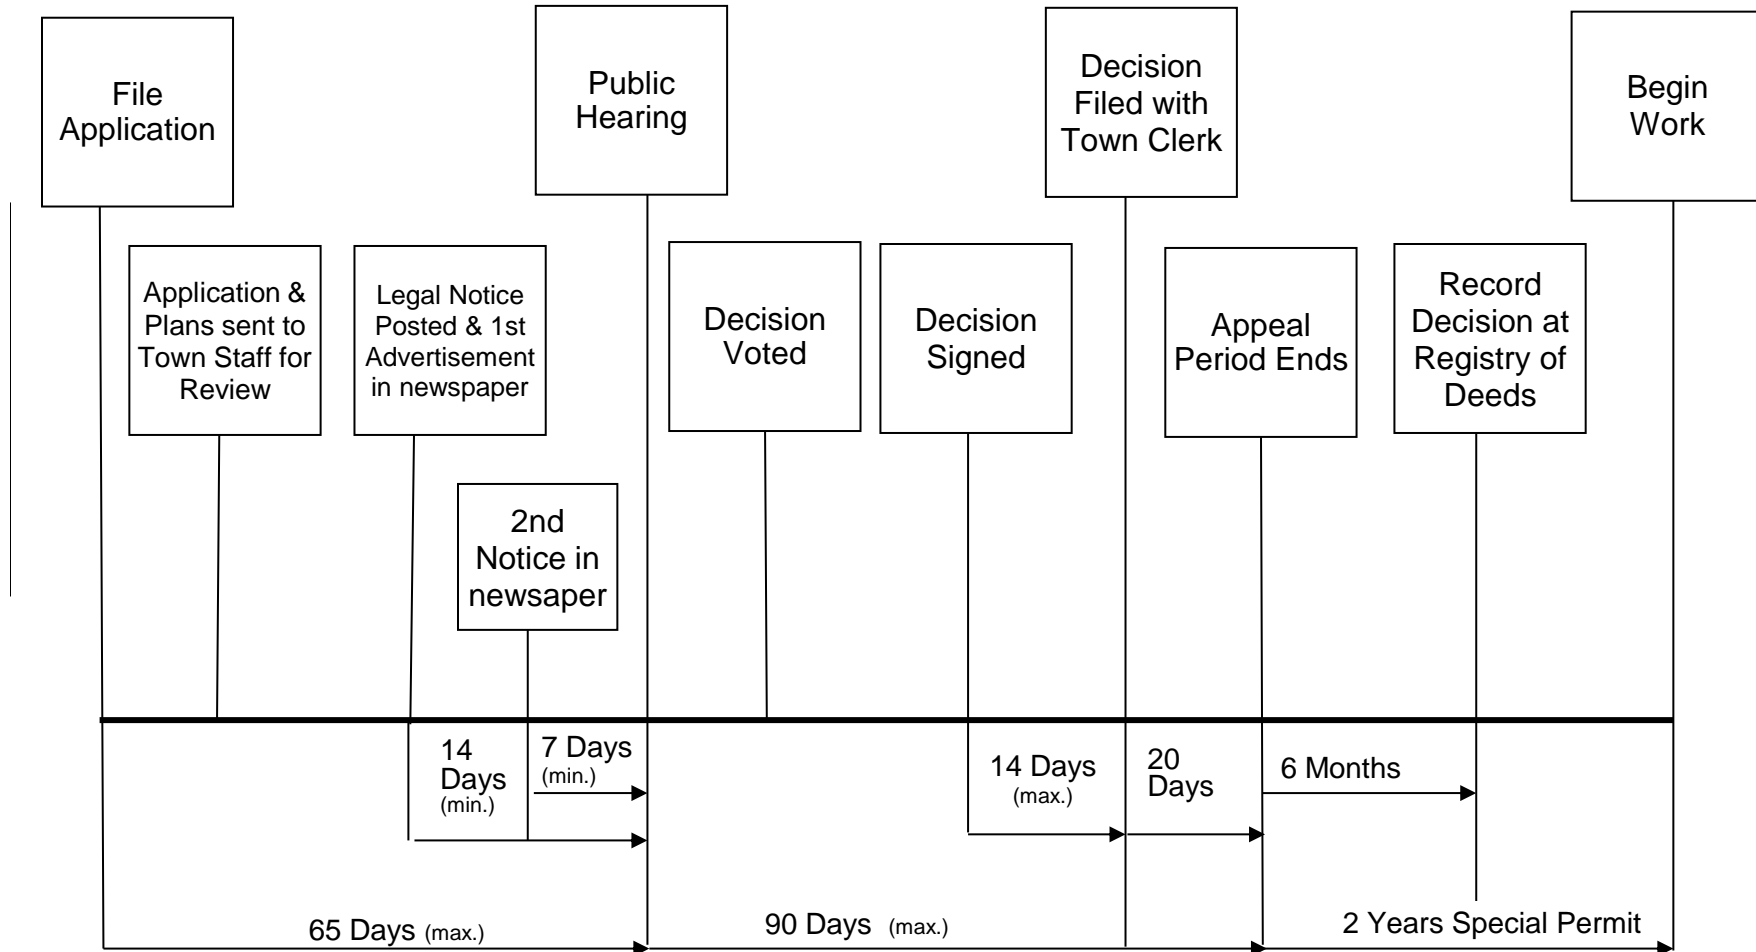 File
Application
Public
Hearing
Decision
Filed with
Town Clerk
Begin
Work
Application &
Plans sent to
Town Staff for
Review
Legal Notice
Posted & 1st
Advertisement
in newspaper
Decision
Voted
Decision
Signed
Appeal
Period Ends
Record
Decision at
Registry of
Deeds
2nd
Notice in
newsaper
14
Days
(min.)
7 Days
(min.)
14 Days
(max.)
20
Days
6 Months
65 Days (max.)
90 Days (max.)
2 Years Special Permit